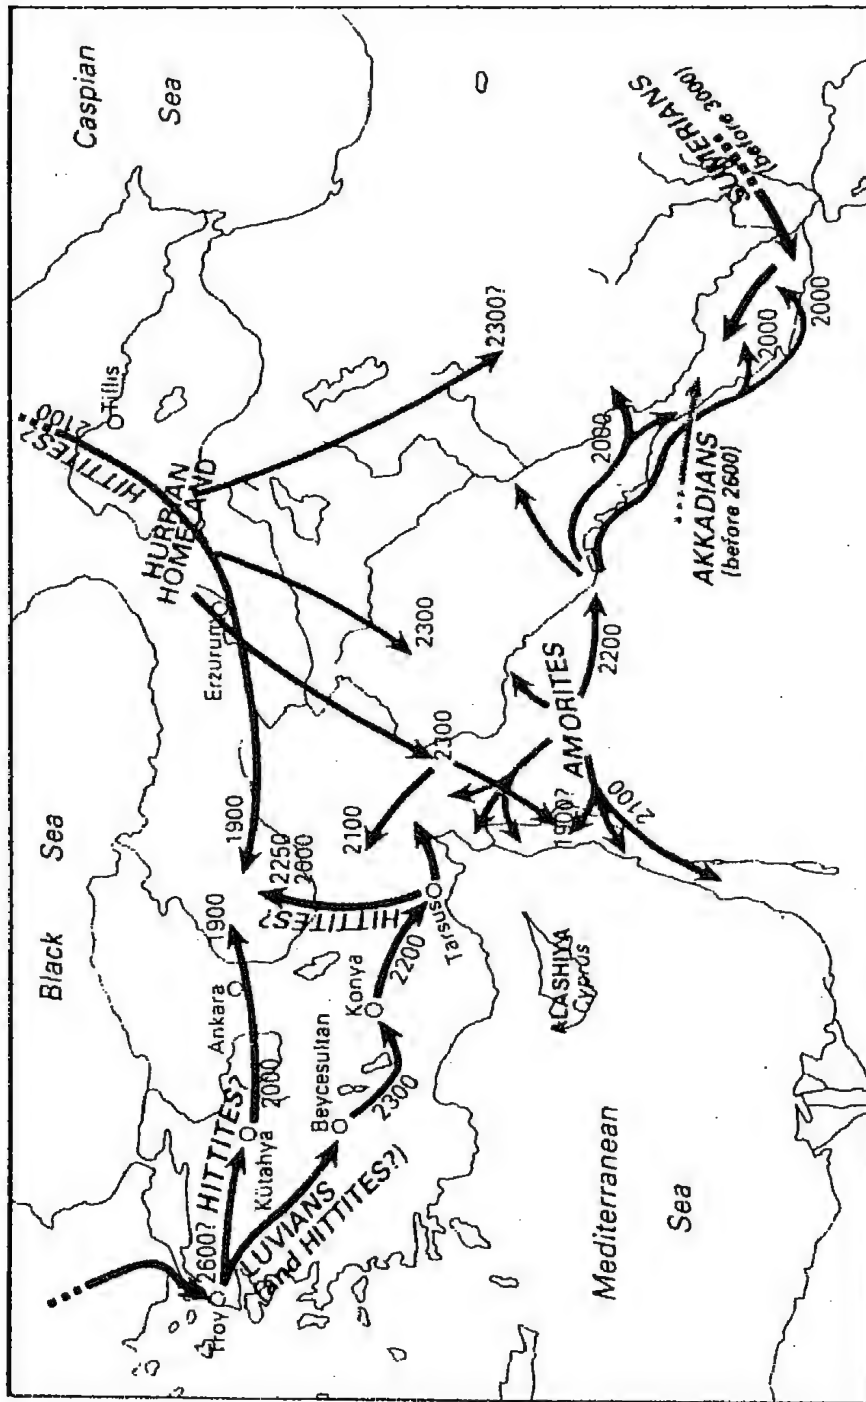 Black Sea
Caspian
Sea
HITTITES?
2100
Tiflis
HURRIAN
HOMELAND
Erzurum
2300?
2300
1900
1900
Ankara
2600?
HITTITES?
Troy
Kütahya
2000
LUVIANS
(and HITTITES?)
Beycesultan
2300
Konya
2200
HITTITES?
2250
2000
Tarsus
2100
2300
ALASHIYA
Cyprus
Mediterranean
Sea
1900?
2100
AMORITES
2200
2000
AKKADIANS
(before 2600)
2000
2000
SUMERIANS
(before 3000)